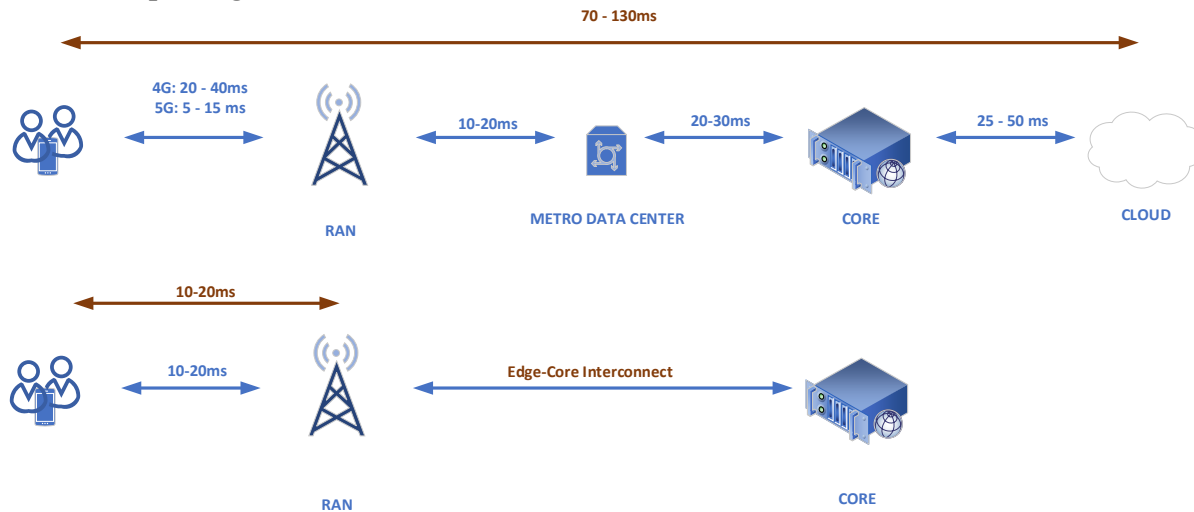 70 - 130ms
4G: 20 - 40ms
5G: 5 - 15 ms
10-20ms
20-30ms
25 - 50 ms
METRO DATA CENTER
CORE
CLOUD
RAN
10-20ms
10-20ms
Edge-Core Interconnect
RAN
CORE